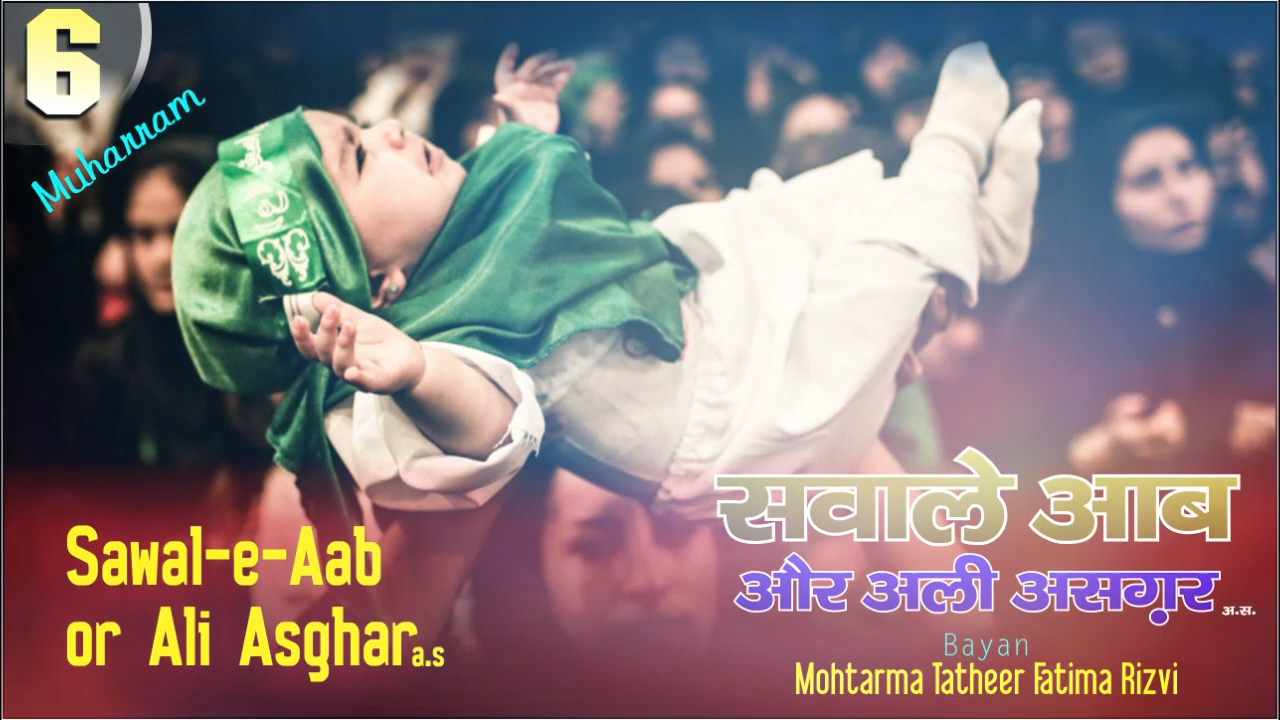 6
Muharram
Sawal-e-Aab
or Ali Asghar a.s
सवाले आब
और अली असग़र अ.स.
Bayan
Mohtarma Tatheer Fatima Rizvi